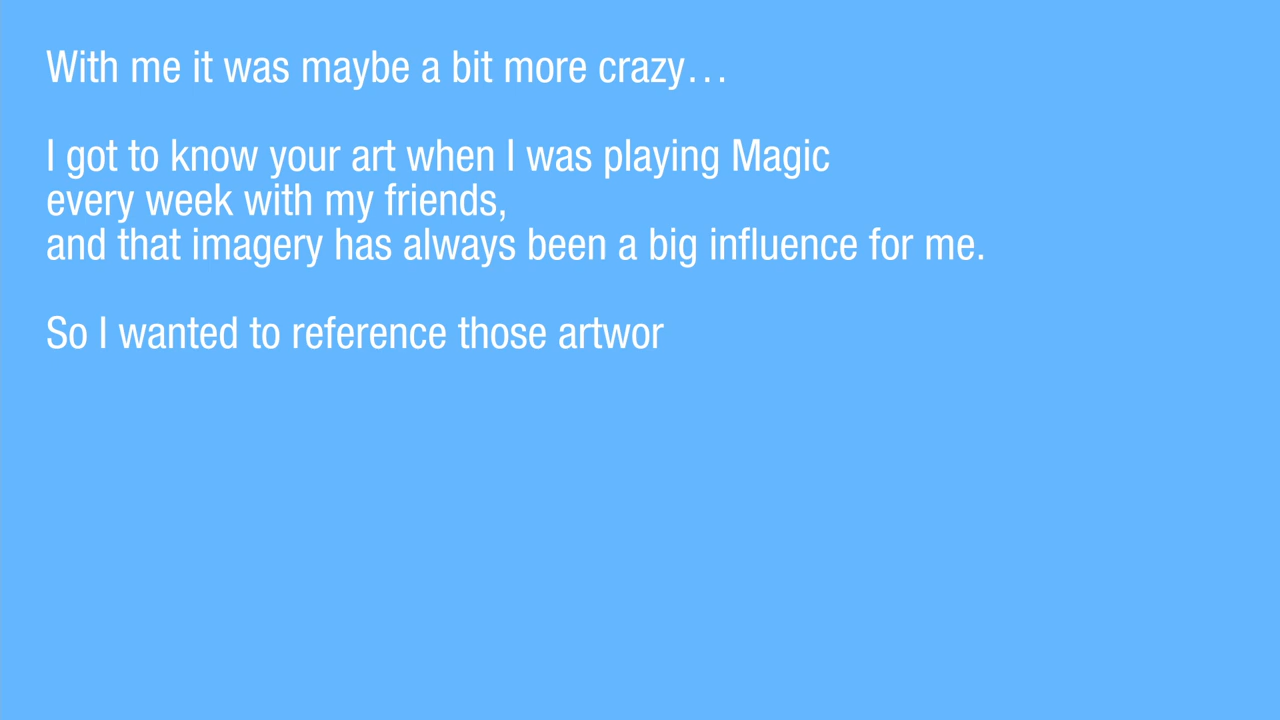 With me it was maybe a bit more crazy…
I got to know your art when I was playing Magic
every week with my friends,
and that imagery has always been a big influence for me.
So I wanted to reference those artwor